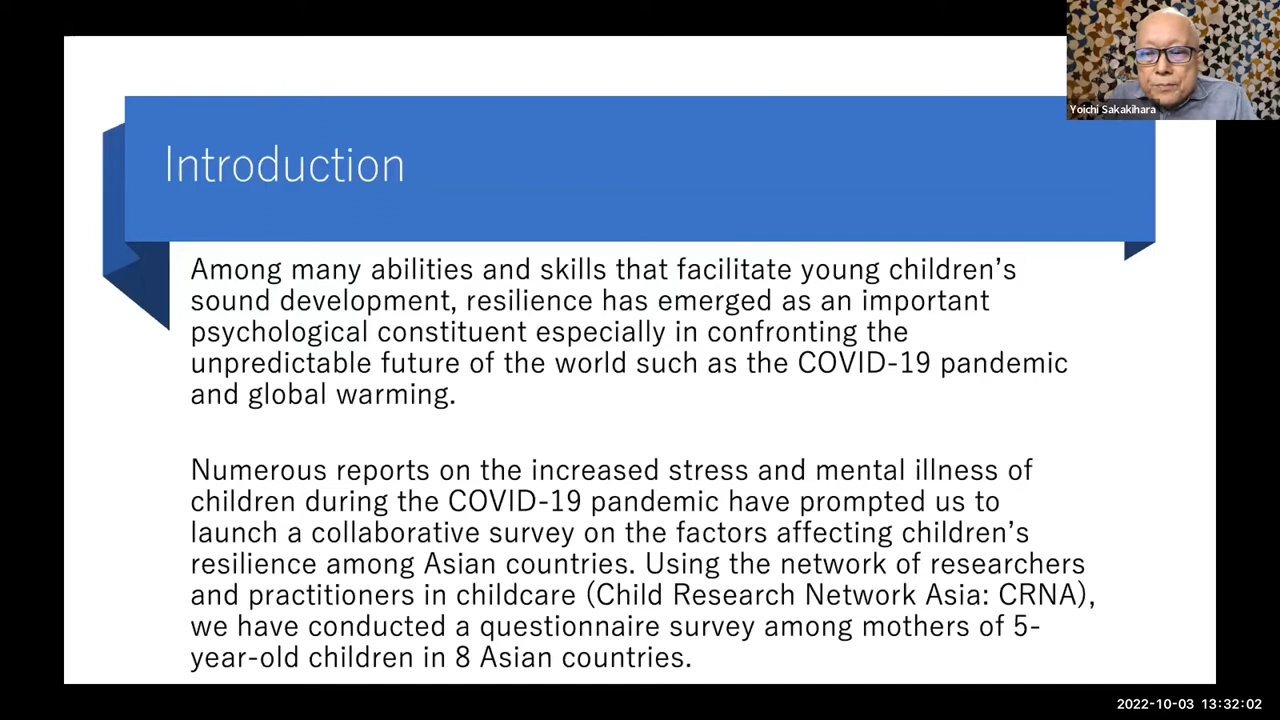 Yoichi Sakakihara
Introduction
Among many abilities and skills that facilitate young children’s
sound development, resilience has emerged as an important
psychological constituent especially in confronting the
unpredictable future of the world such as the COVID-19 pandemic
and global warming.
Numerous reports on the increased stress and mental illness of
children during the COVID-19 pandemic have prompted us to
launch a collaborative survey on the factors affecting children’s
resilience among Asian countries. Using the network of researchers
and practitioners in childcare (Child Research Network Asia: CRNA),
we have conducted a questionnaire survey among mothers of 5-
year-old children in 8 Asian countries.
2022-10-03 13:32:02